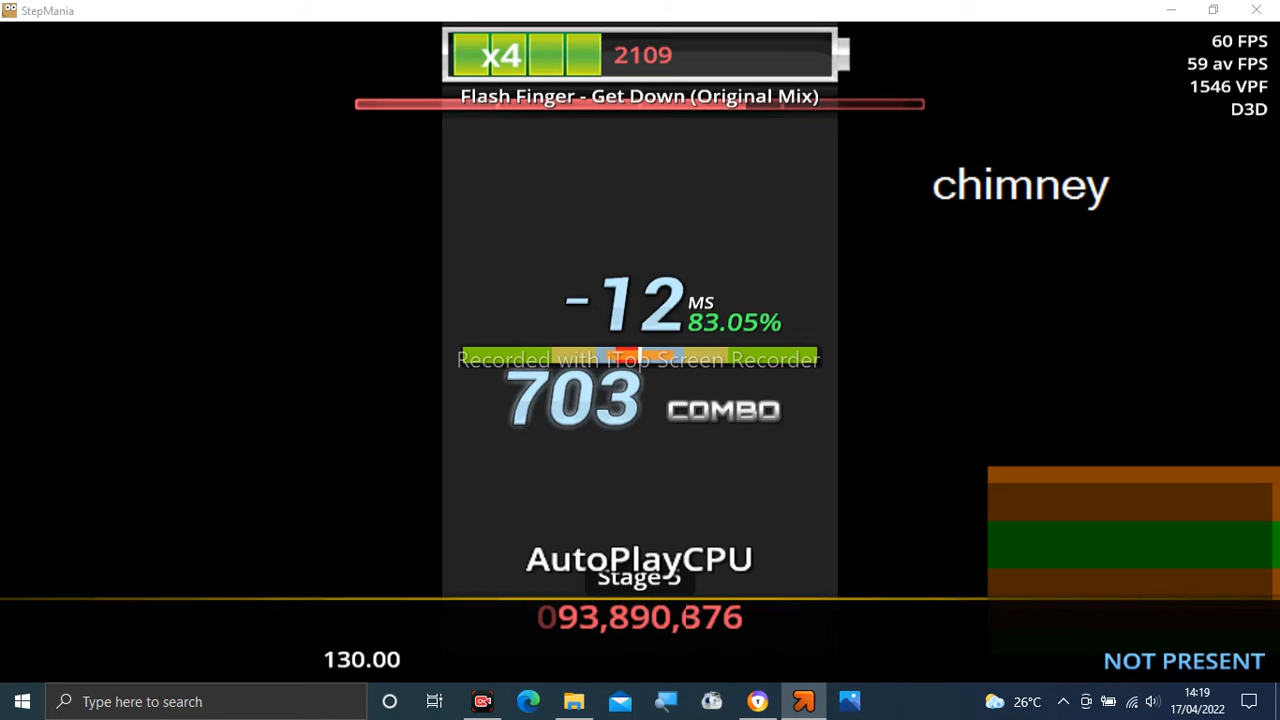 StepMania
60 FPS
59 av FPS
1546 VPF
D3D
x4 2109
Flash Finger - Get Down (Original Mix)
chimney
-12 MS
83.05%
Recorded with iTop Screen Recorder
703 COMBO
AutoPlayCPU
Stage 5
093,890,876
130.00
NOT PRESENT
Type here to search
26°C
14:19
17/04/2022